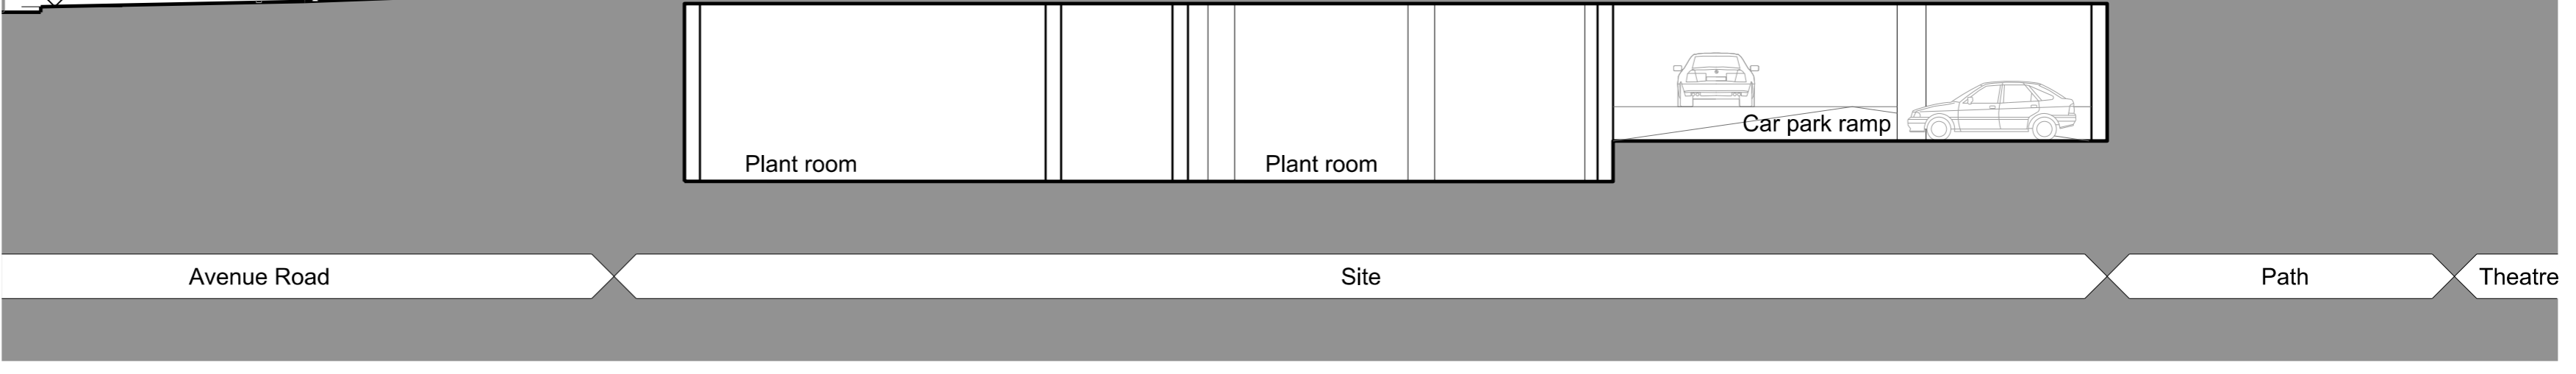 Car park ramp
Plant room
Plant room
Avenue Road
Site
Path
Theatre